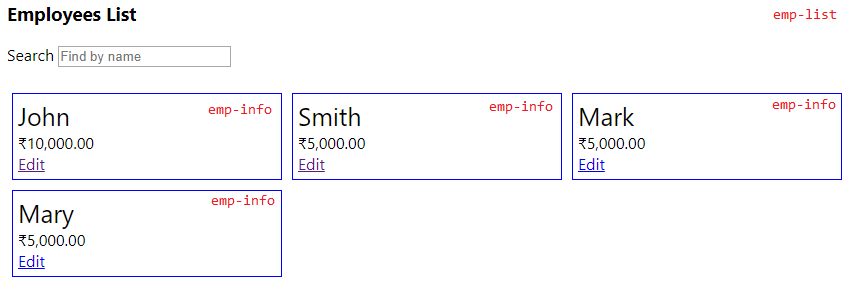 Employees List emp-list
Search Find by name
John emp-info
₹10,000.00
Edit
Smith emp-info
₹5,000.00
Edit
Mark emp-info
₹5,000.00
Edit
Mary emp-info
₹5,000.00
Edit